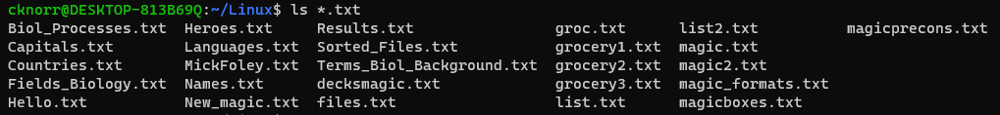 cknorr@DESKTOP-813B69Q:~/Linux$ ls *.txt
Biol_Processes.txt Heroes.txt Results.txt groc.txt list2.txt magicprecons.txt
Capitals.txt Languages.txt Sorted_Files.txt grocery1.txt magic.txt
Countries.txt MickFoley.txt Terms_Biol_Background.txt grocery2.txt magic2.txt
Fields_Biology.txt Names.txt decksmagic.txt grocery3.txt magic_formats.txt
Hello.txt New_magic.txt files.txt list.txt magicboxes.txt